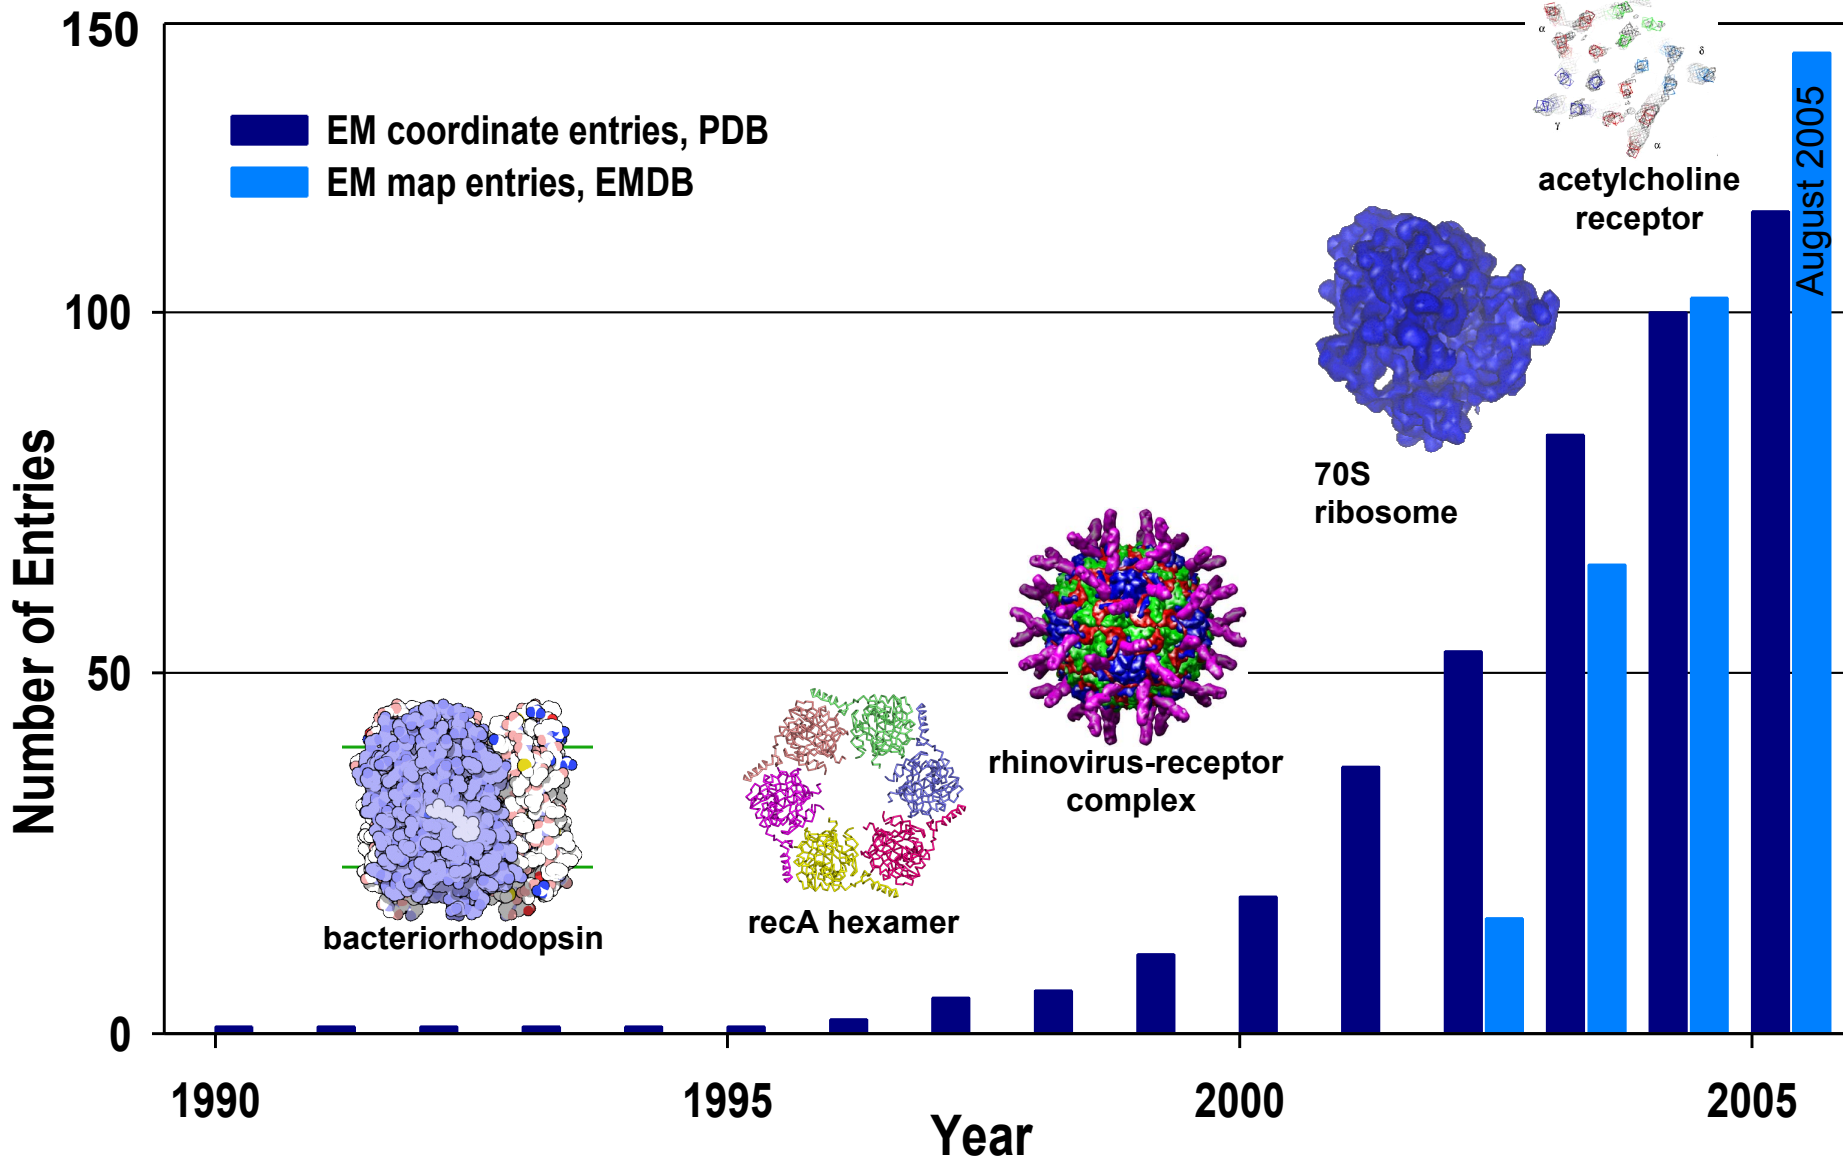 150
EM coordinate entries, PDB
EM map entries, EMDB
α
δ
γ
α
acetylcholine
receptor
August 2005
100
70S
ribosome
Number of Entries
50
rhinovirus-receptor
complex
recA hexamer
bacteriorhodopsin
0
1990
1995
2000
2005
Year